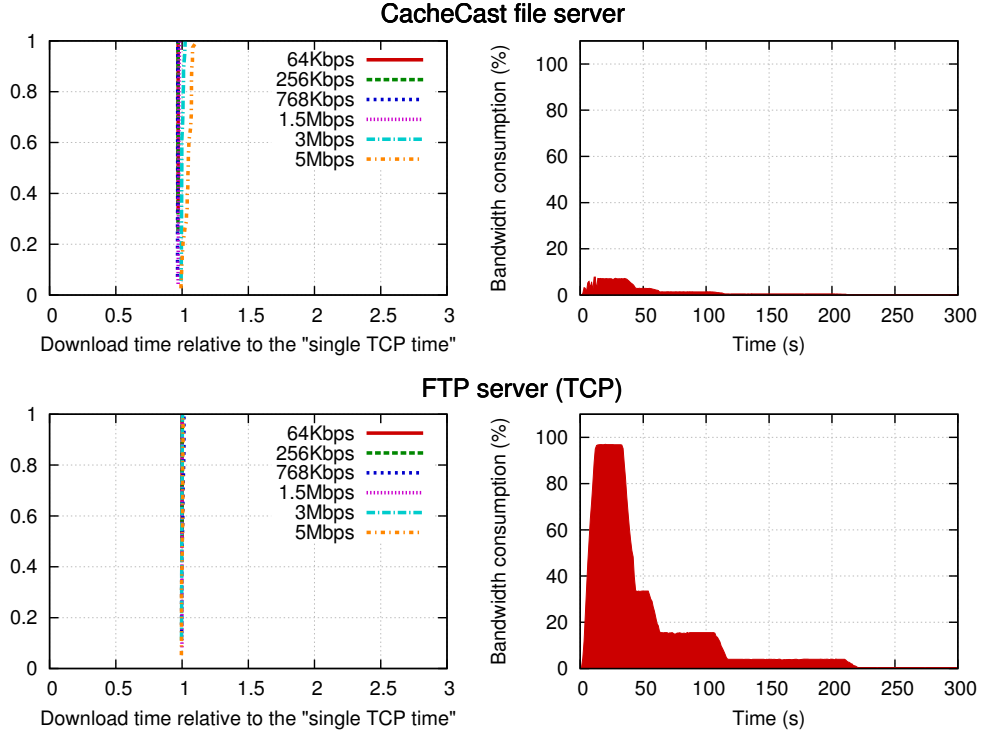 CacheCast file server
1
0.8
0.6
0.4
0.2
0
0 0.5 1 1.5 2 2.5 3
Download time relative to the "single TCP time"
64Kbps
256Kbps
768Kbps
1.5Mbps
3Mbps
5Mbps
Bandwidth consumption (%)
100
80
60
40
20
0
0 50 100 150 200 250 300
Time (s)
FTP server (TCP)
1
0.8
0.6
0.4
0.2
0
0 0.5 1 1.5 2 2.5 3
Download time relative to the "single TCP time"
64Kbps
256Kbps
768Kbps
1.5Mbps
3Mbps
5Mbps
Bandwidth consumption (%)
100
80
60
40
20
0
0 50 100 150 200 250 300
Time (s)